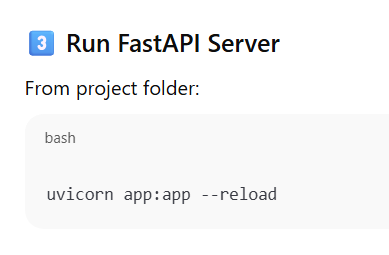 3 Run FastAPI Server
From project folder:
bash
uvicorn app:app --reload